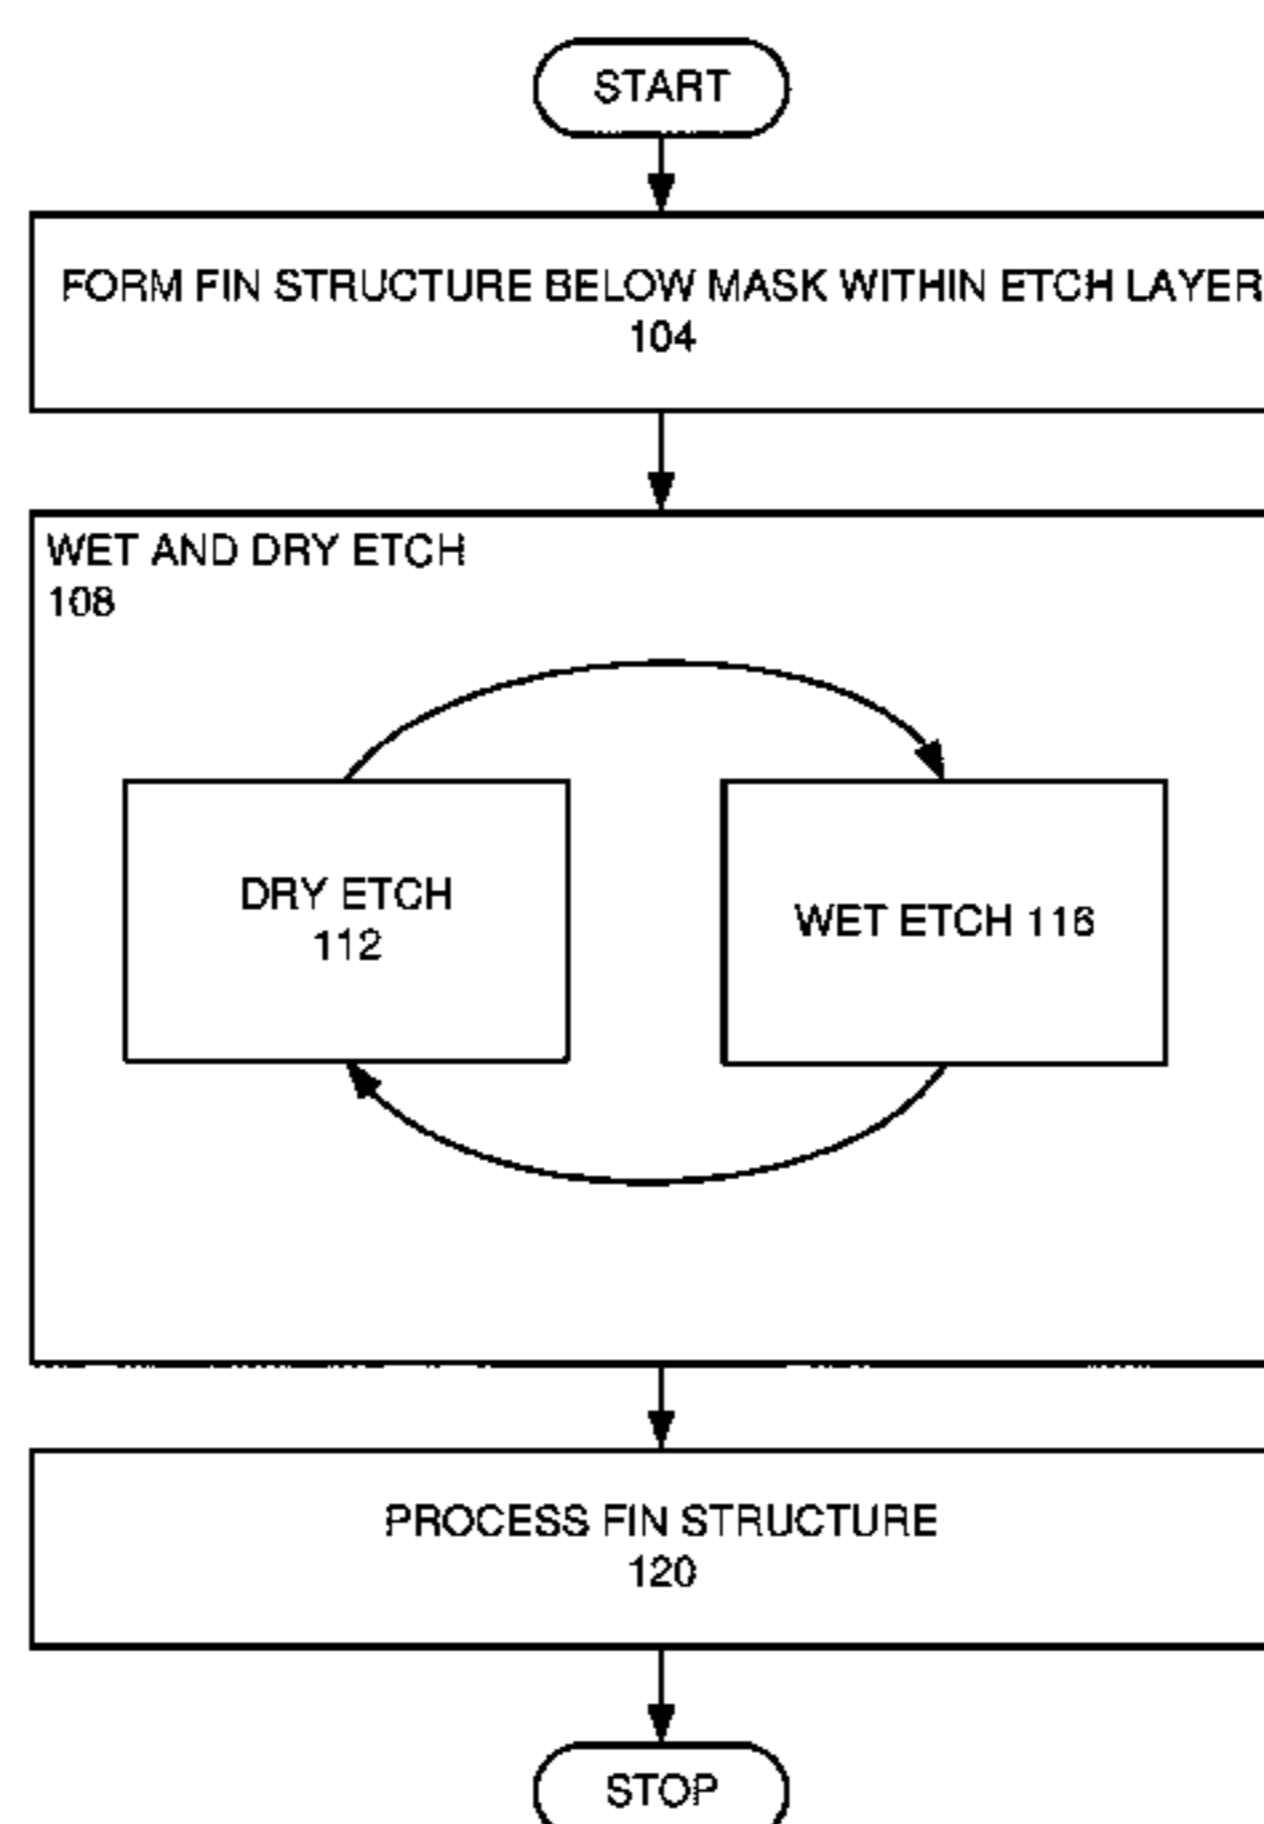 START
FORM FIN STRUCTURE BELOW MASK WITHIN ETCH LAYER
104
WET AND DRY ETCH
108
DRY ETCH
112
WET ETCH 116
PROCESS FIN STRUCTURE
120
STOP